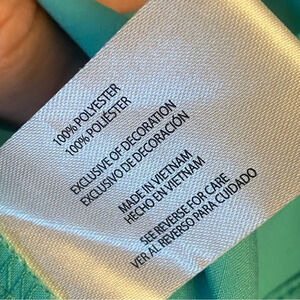 100% POLYESTER
100% POLIÉSTER
EXCLUSIVE OF DECORATION
EXCLUSIVO DE DECORACIÓN
MADE IN VIETNAM
HECHO EN VIETNAM
SEE REVERSE FOR CARE
VER AL REVERSO PARA CUIDADO